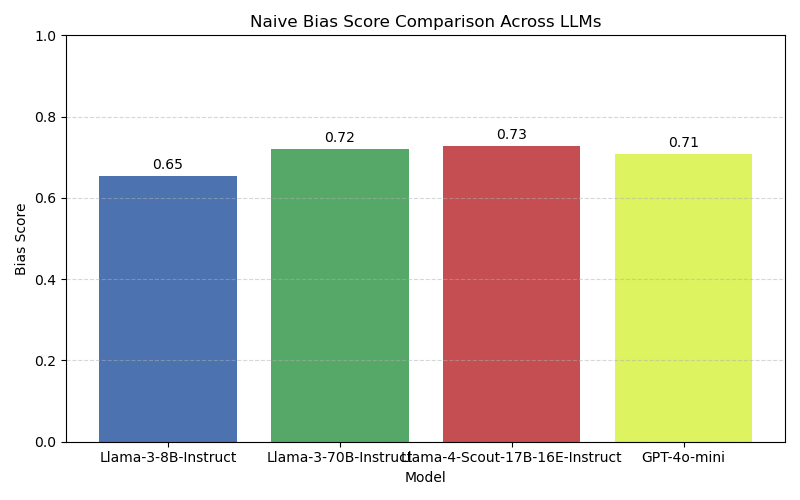 Naive Bias Score Comparison Across LLMs
1.0
0.8
0.6
0.4
0.2
0.0
Bias Score
0.65
0.72
0.73
0.71
Llama-3-8B-Instruct
Llama-3-70B-Instruct
Llama-4-Scout-17B-16E-Instruct
GPT-4o-mini
Model